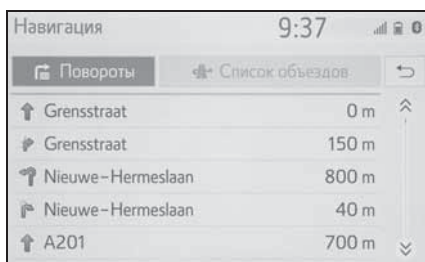 Навигация 9:37
Повороты Список объездов
Grensstraat 0 m
Grensstraat 150 m
Nieuwe-Hermeslaan 800 m
Nieuwe-Hermeslaan 40 m
A201 700 m